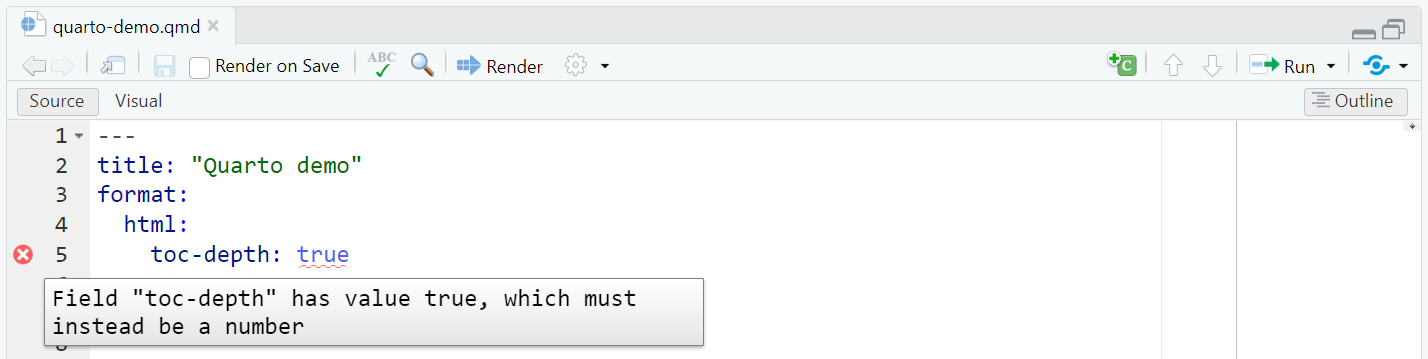 quarto-demo.qmd
Render on Save ABC Render Run
Source Visual Outline
1 ---
2 title: "Quarto demo"
3 format:
4 html:
5 toc-depth: true
Field "toc-depth" has value true, which must
instead be a number